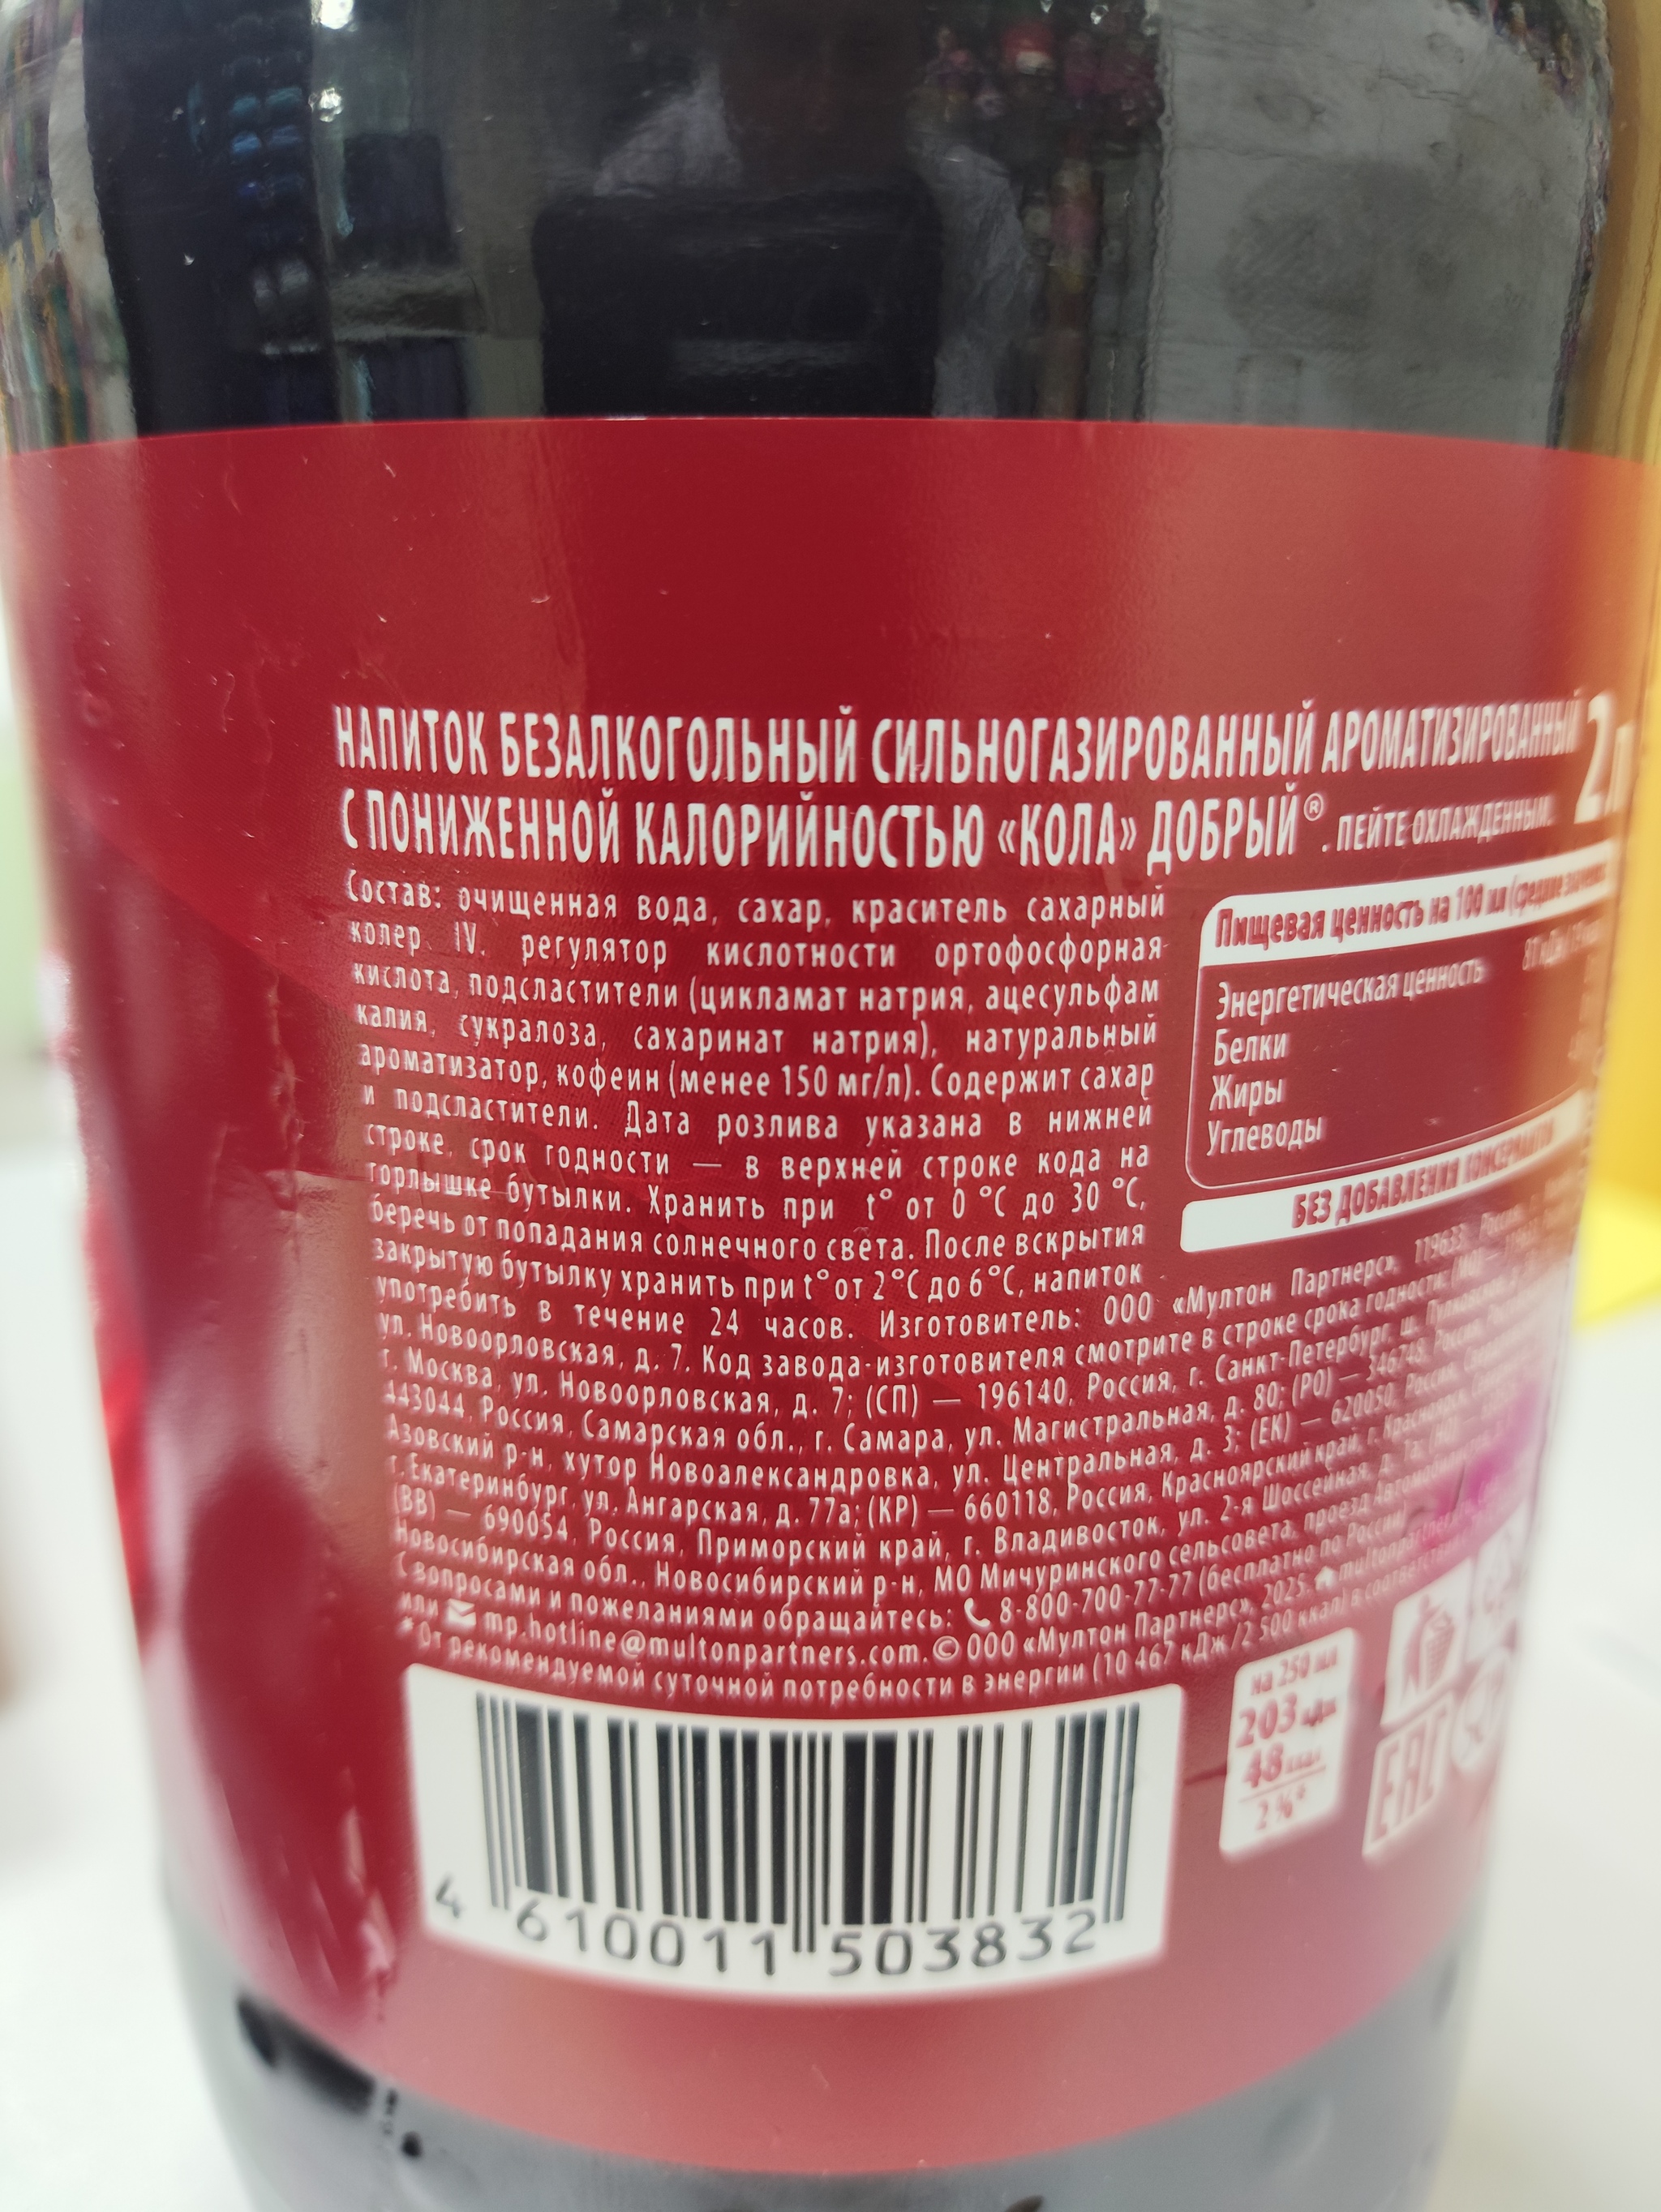 НАПИТОК БЕЗАЛКОГОЛЬНЫЙ СИЛЬНОГАЗИРОВАННЫЙ АРОМАТИЗИРОВАННЫЙ
С ПОНИЖЕННОЙ КАЛОРИЙНОСТЬЮ «КОЛА» ДОБРЫЙ®. ПЕЙТЕ ОХЛАЖДЕННЫМ.
2 л
Состав: очищенная вода, сахар, краситель сахарный
колер IV, регулятор кислотности ортофосфорная
кислота, подсластители (цикламат натрия, ацесульфам
калия, сукралоза, сахаринат натрия), натуральный
ароматизатор, кофеин (менее 150 мг/л). Содержит сахар
и подсластители. Дата розлива указана в нижней
строке, срок годности — в верхней строке кода на
горлышке бутылки. Хранить при t° от 0 °C до 30 °C,
беречь от попадания солнечного света. После вскрытия
закрытую бутылку хранить при t° от 2°C до 6°C, напиток
употребить в течение 24 часов. Изготовитель: ООО «Мултон Партнерс», 119633, Россия,
ул. Новоорловская, д. 7. Код завода-изготовителя смотрите в строке срока годности:
г. Москва, ул. Новоорловская, д. 7; (СП) — 196140, Россия, г. Санкт-Петербург, ш.
443044, Россия, Самарская обл., г. Самара, ул. Магистральная, д. 80; (РО) — 346748, Россия,
Азовский р-н, хутор Новоалександровка, ул. Центральная, д. 3; (ЕК) — 620050, Россия,
г. Екатеринбург, ул. Ангарская, д. 77а; (КР) — 660118, Россия, Красноярский край, г.
(ВВ) — 690054, Россия, Приморский край, г. Владивосток, ул. 2-я Шоссейная, д.
Новосибирская обл., Новосибирский р-н, МО Мичуринского сельсовета, проезд
С вопросами и пожеланиями обращайтесь: 8-800-700-77-77 (бесплатно по России)
или mp.hotline@multonpartners.com. © ООО «Мултон Партнерс», 2025.
*От рекомендуемой суточной потребности в энергии (10 467 кДж/2 500 ккал) в
Пищевая ценность на 100 мл (средние
Энергетическая ценность
Белки
Жиры
Углеводы
БЕЗ ДОБАВЛЕНИЯ КОНСЕРВАНТОВ
на 250 мл
203 кДж
48 ккал
2%*
EAC
4 610011 503832